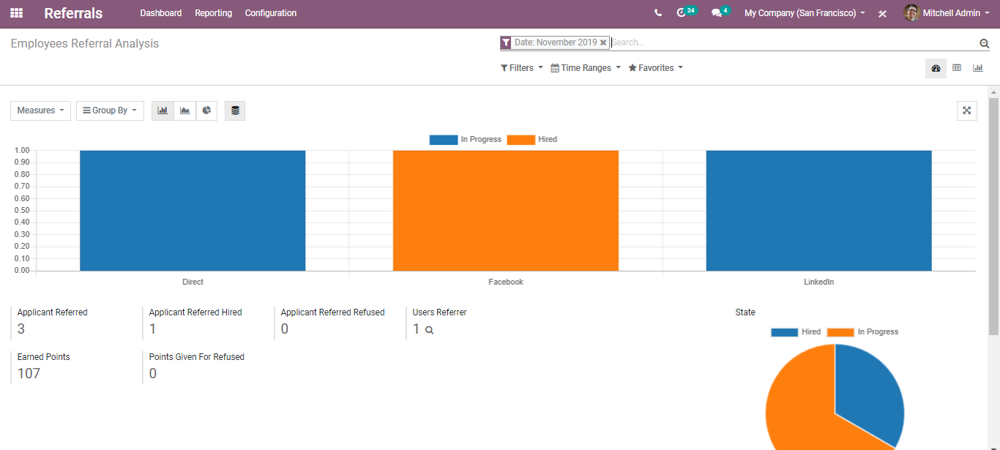 Referrals Dashboard Reporting Configuration 24 4 My Company (San Francisco) Mitchell Admin
Employees Referral Analysis
Date: November 2019 Search...
Filters Time Ranges Favorites
Measures Group By
In Progress Hired
1.00
0.90
0.80
0.70
0.60
0.50
0.40
0.30
0.20
0.10
0.00
Direct Facebook LinkedIn
Applicant Referred Applicant Referred Hired Applicant Referred Refused Users Referrer State
3 1 0 1
Hired In Progress
Earned Points Points Given For Refused
107 0